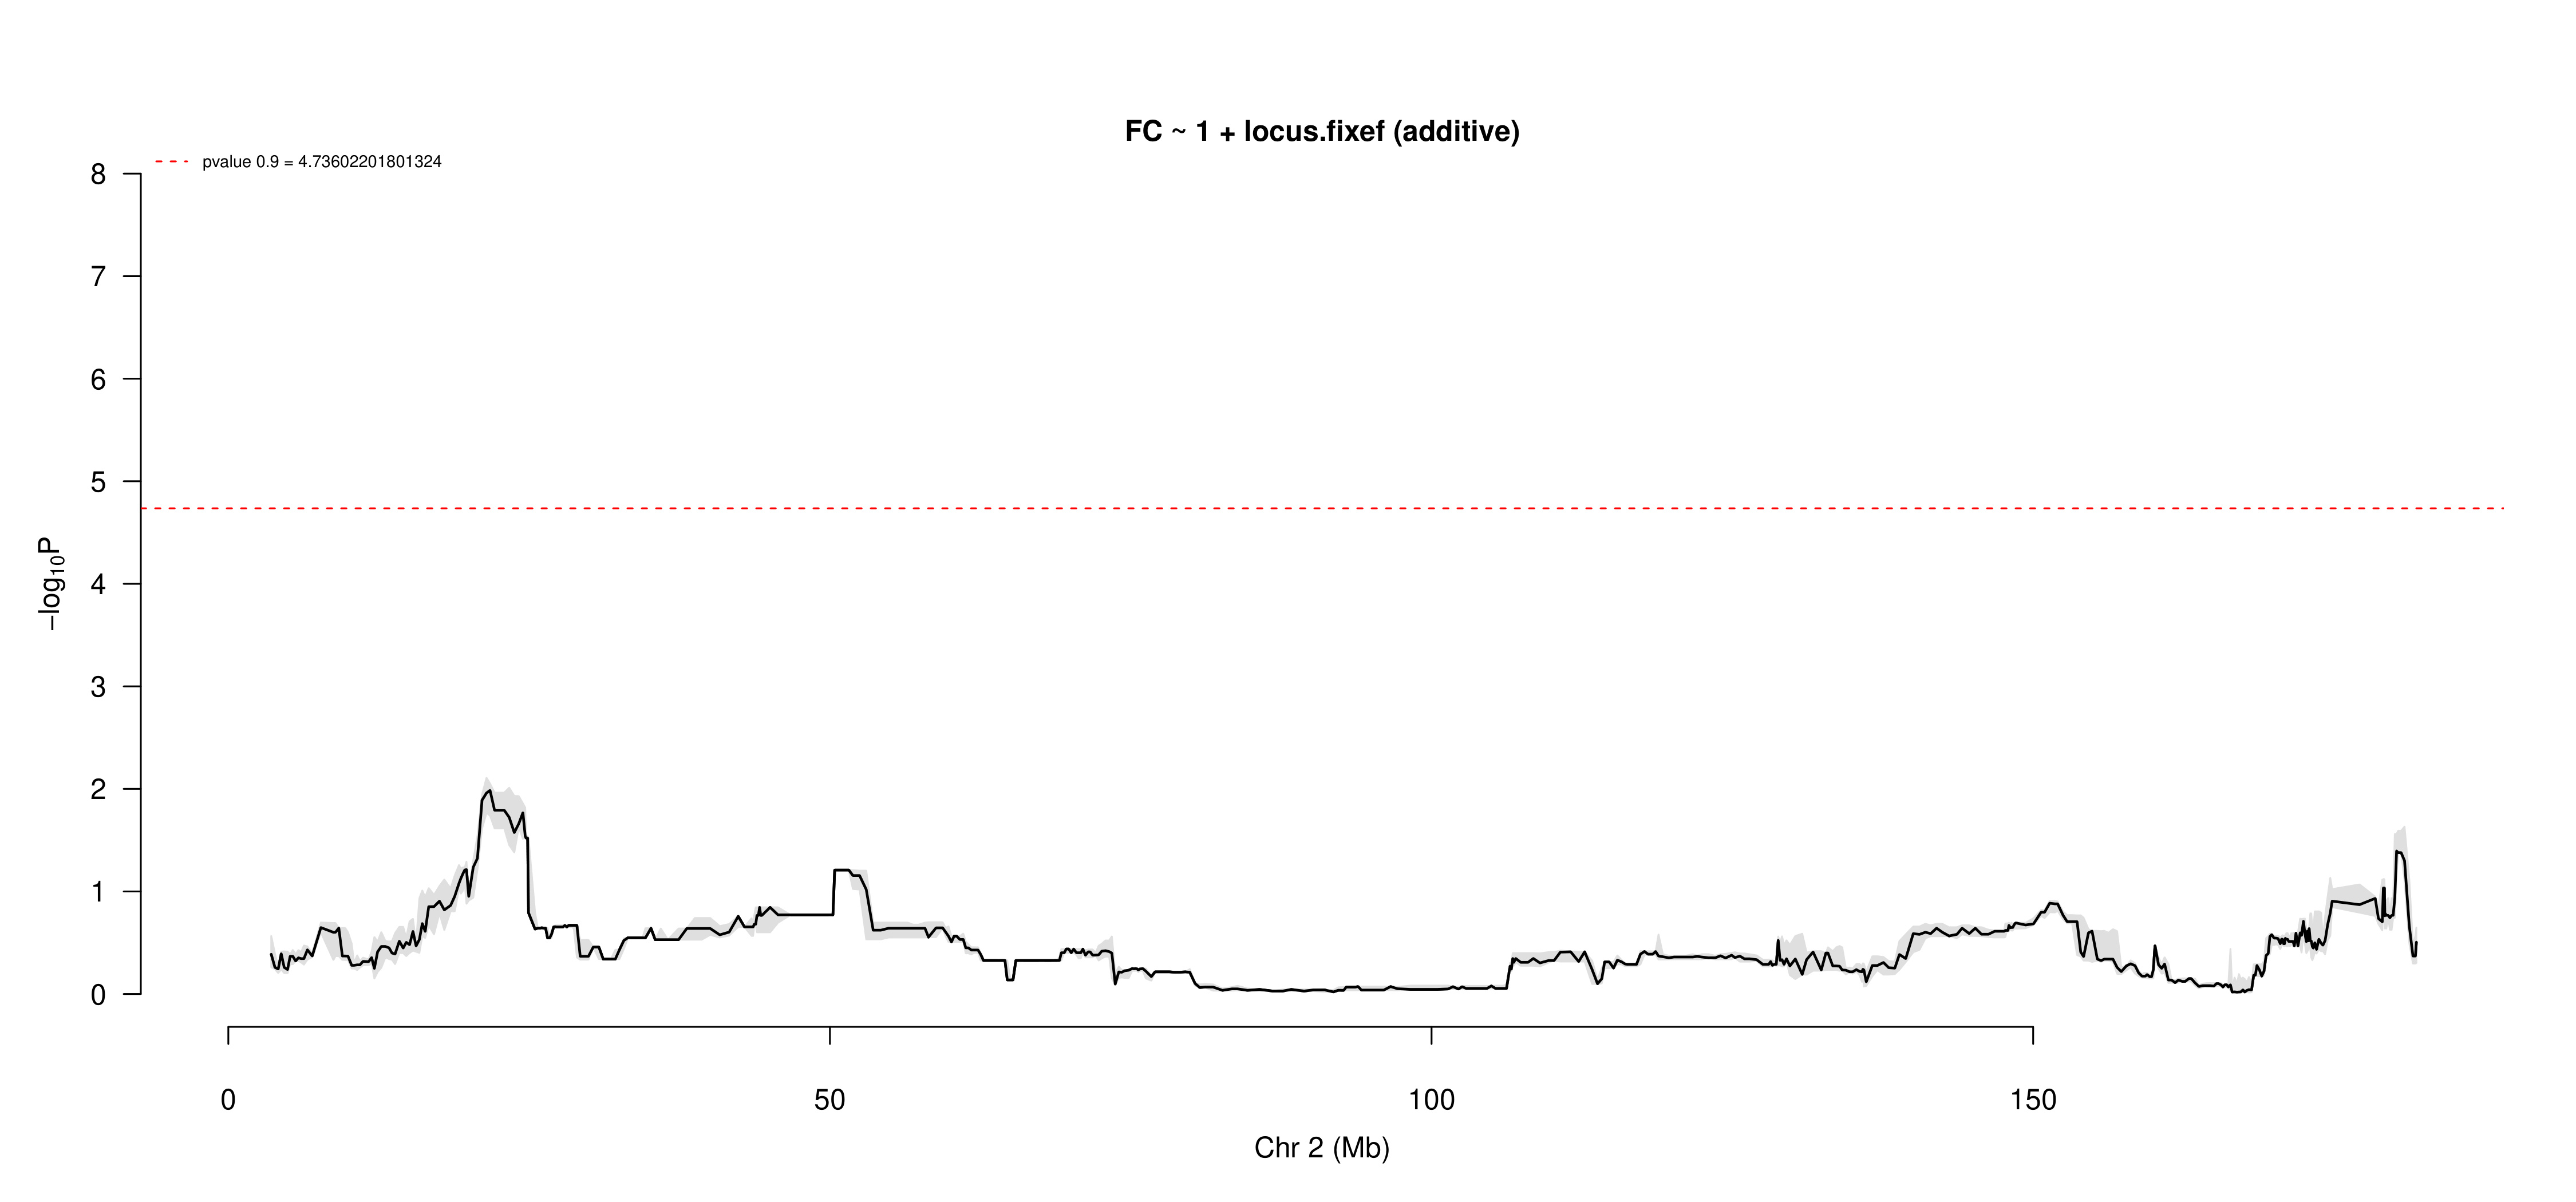 FC ~ 1 + locus.fixef (additive)
pvalue 0.9 = 4.73602201801324
8
7
6
5
4
3
2
1
0
−log10P
0 50 100 150
Chr 2 (Mb)